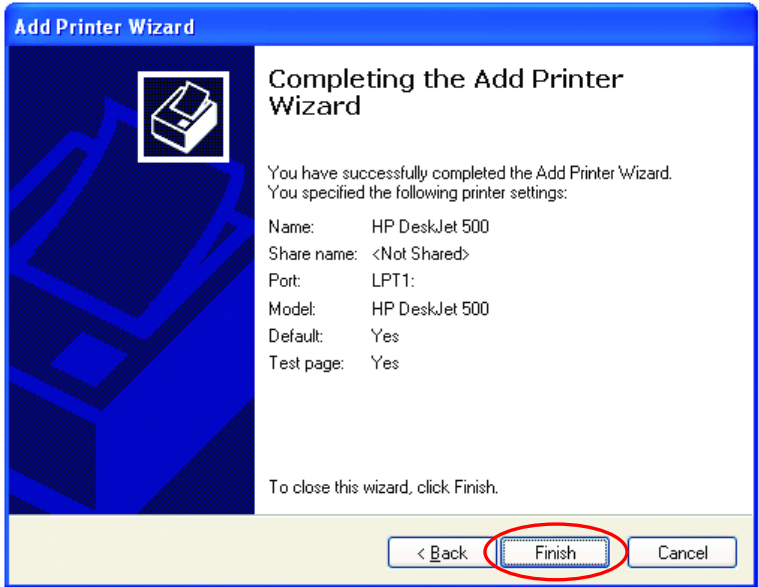 Add Printer Wizard
Completing the Add Printer
Wizard
You have successfully completed the Add Printer Wizard.
You specified the following printer settings:
Name: HP DeskJet 500
Share name: <Not Shared>
Port: LPT1:
Model: HP DeskJet 500
Default: Yes
Test page: Yes
To close this wizard, click Finish.
< Back Finish Cancel